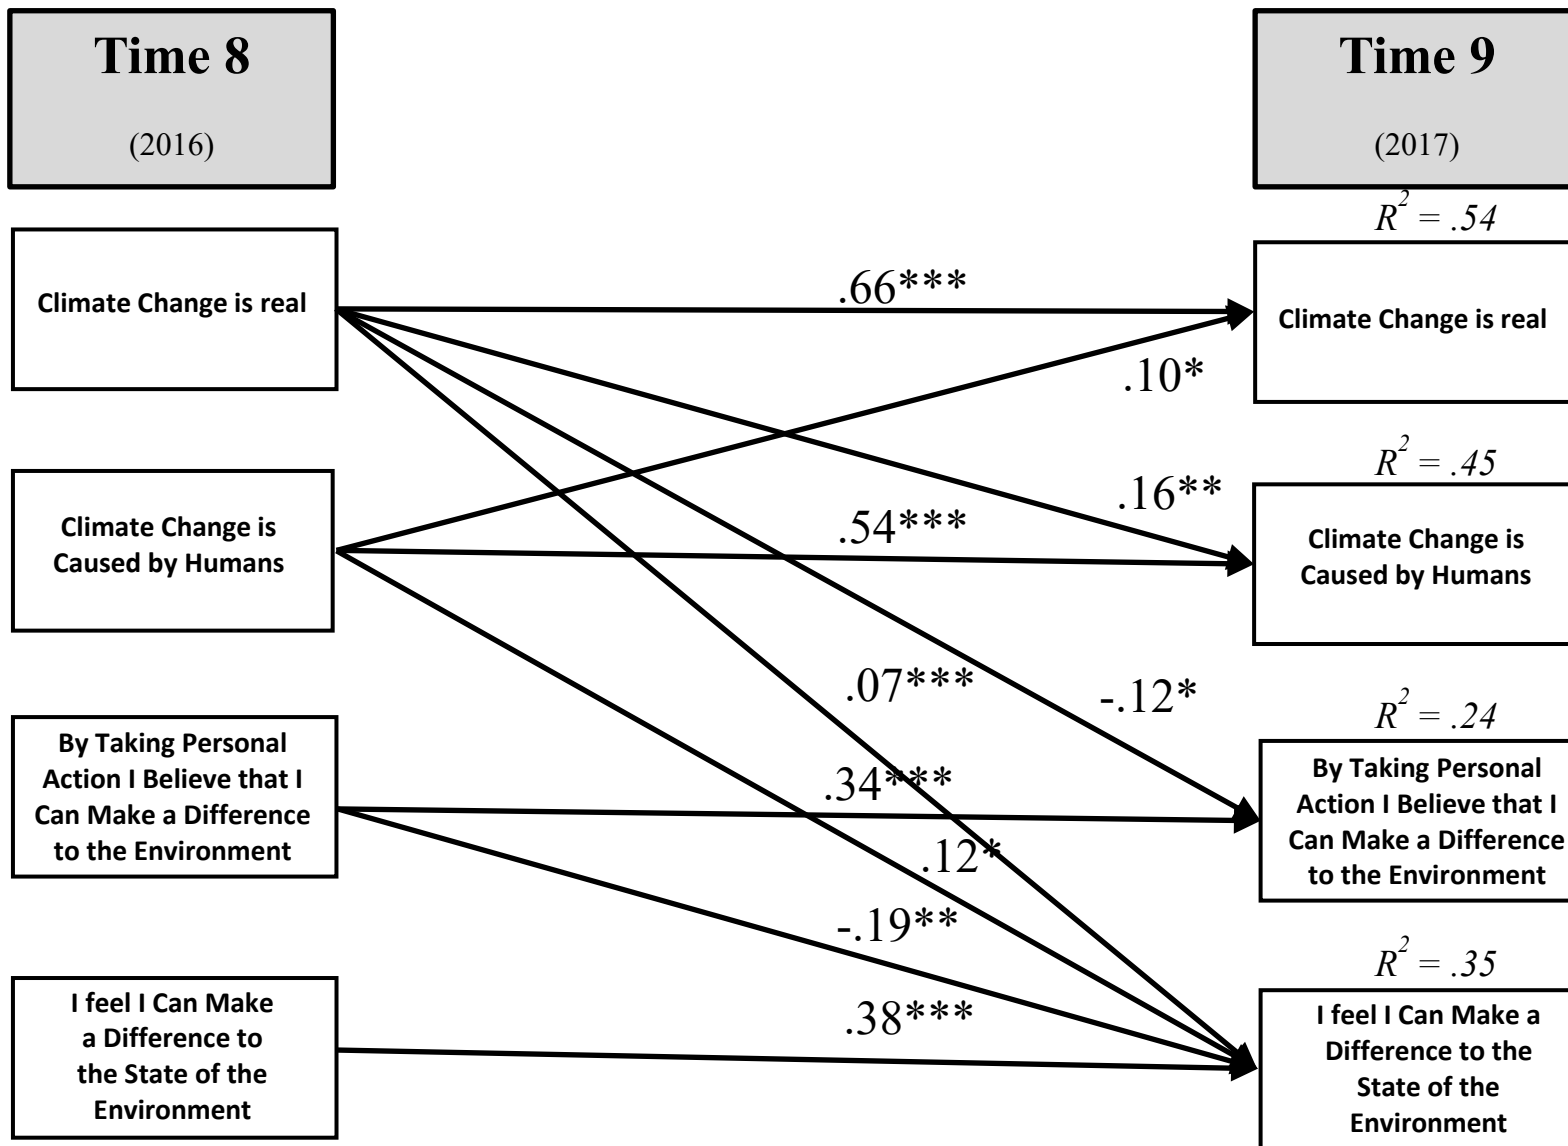 Time 8
(2016)
Time 9
(2017)
R² = .54
Climate Change is real
.66***
Climate Change is real
.10*
R² = .45
.16**
Climate Change is
Caused by Humans
.54***
Climate Change is
Caused by Humans
.07***
-.12*
R² = .24
By Taking Personal
Action I Believe that I
Can Make a Difference
to the Environment
.34***
By Taking Personal
Action I Believe that I
Can Make a Difference
to the Environment
.12*
-.19**
R² = .35
I feel I Can Make
a Difference to
the State of the
Environment
.38***
I feel I Can Make a
Difference to the
State of the
Environment